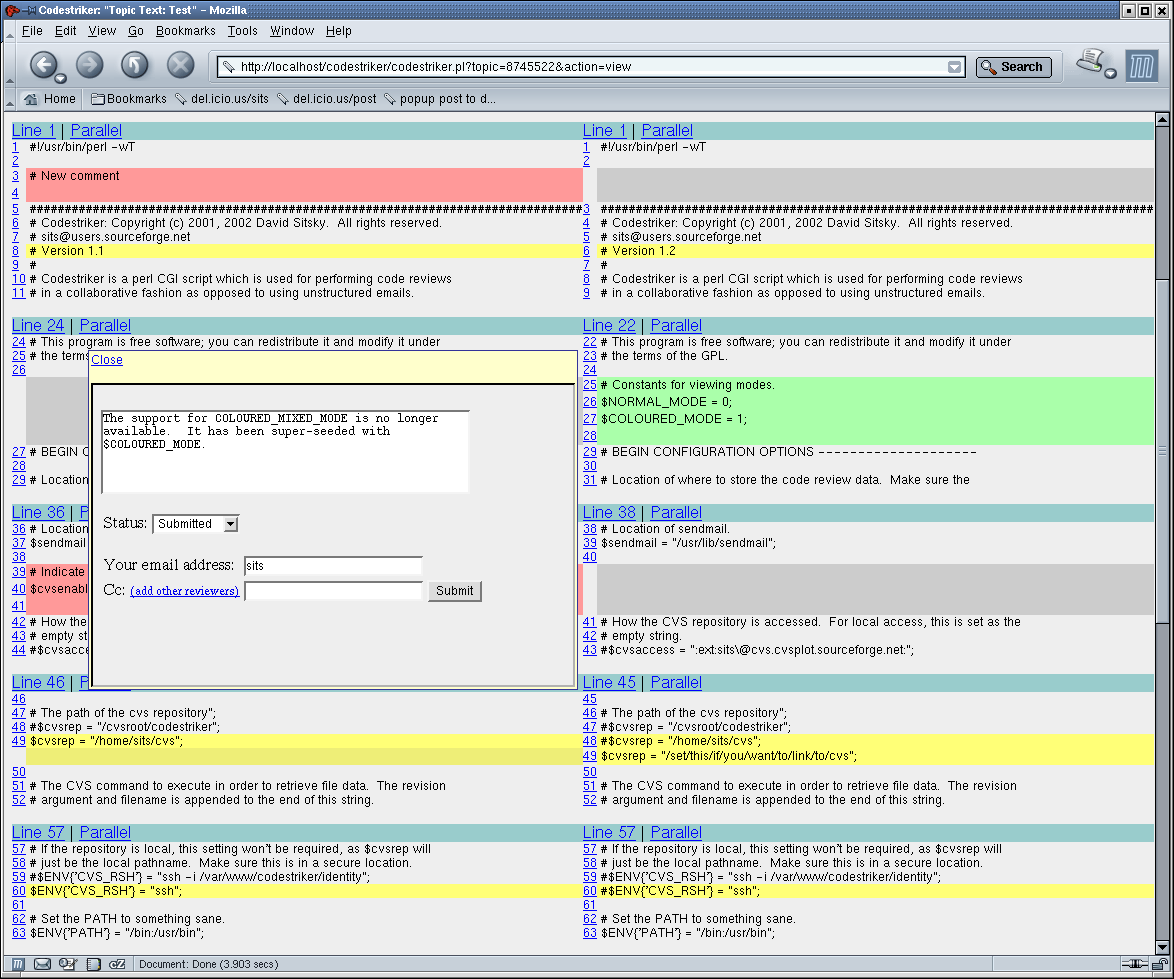 Codestriker: "Topic Text: Test" - Mozilla
File Edit View Go Bookmarks Tools Window Help
http://localhost/codestriker/codestriker.pl?topic=8745522&action=view Search
Home Bookmarks del.icio.us/sits del.icio.us/post popup post to d...
Line 1 | Parallel Line 1 | Parallel
1 #!/usr/bin/perl -wT 1 #!/usr/bin/perl -wT
2 2
3 # New comment
4
5 ############################################################################### 3 ###############################################################################
6 # Codestriker: Copyright (c) 2001, 2002 David Sitsky. All rights reserved. 4 # Codestriker: Copyright (c) 2001, 2002 David Sitsky. All rights reserved.
7 # sits@users.sourceforge.net 5 # sits@users.sourceforge.net
8 # Version 1.1 6 # Version 1.2
9 # 7 #
10 # Codestriker is a perl CGI script which is used for performing code reviews 8 # Codestriker is a perl CGI script which is used for performing code reviews
11 # in a collaborative fashion as opposed to using unstructured emails. 9 # in a collaborative fashion as opposed to using unstructured emails.
Line 24 | Parallel Line 22 | Parallel
24 # This program is free software; you can redistribute it and modify it under 22 # This program is free software; you can redistribute it and modify it under
25 # the terms 23 # the terms of the GPL.
26 24
25 # Constants for viewing modes.
26 $NORMAL_MODE = 0;
27 $COLOURED_MODE = 1;
28
27 # BEGIN C 29 # BEGIN CONFIGURATION OPTIONS --------------------
28 30
29 # Location 31 # Location of where to store the code review data. Make sure the
Line 36 | P Line 38 | Parallel
36 # Location 38 # Location of sendmail.
37 $sendmail 39 $sendmail = "/usr/lib/sendmail";
38 40
39 # Indicate
40 $cvsenabl
41
42 # How the 41 # How the CVS repository is accessed. For local access, this is set as the
43 # empty st 42 # empty string.
44 #$cvsacce 43 #$cvsaccess = ":ext:sits\@cvs.cvsplot.sourceforge.net:";
Close
The support for COLOURED_MIXED_MODE is no longer
available. It has been super-seeded with
$COLOURED_MODE.
Status: Submitted
Your email address: sits
Cc: (add other reviewers) Submit
Line 46 | P Line 45 | Parallel
46 45
47 # The path of the cvs repository"; 46 # The path of the cvs repository";
48 #$cvsrep = "/cvsroot/codestriker"; 47 #$cvsrep = "/cvsroot/codestriker";
49 $cvsrep = "/home/sits/cvs"; 48 #$cvsrep = "/home/sits/cvs";
49 $cvsrep = "/set/this/if/you/want/to/link/to/cvs";
50 50
51 # The CVS command to execute in order to retrieve file data. The revision 51 # The CVS command to execute in order to retrieve file data. The revision
52 # argument and filename is appended to the end of this string. 52 # argument and filename is appended to the end of this string.
Line 57 | Parallel Line 57 | Parallel
57 # If the repository is local, this setting won't be required, as $cvsrep will 57 # If the repository is local, this setting won't be required, as $cvsrep will
58 # just be the local pathname. Make sure this is in a secure location. 58 # just be the local pathname. Make sure this is in a secure location.
59 #$ENV{'CVS_RSH'} = "ssh -i /var/www/codestriker/identity"; 59 #$ENV{'CVS_RSH'} = "ssh -i /var/www/codestriker/identity";
60 $ENV{'CVS_RSH'} = "ssh"; 60 #$ENV{'CVS_RSH'} = "ssh";
61 61
62 # Set the PATH to something sane. 62 # Set the PATH to something sane.
63 $ENV{'PATH'} = "/bin:/usr/bin"; 63 $ENV{'PATH'} = "/bin:/usr/bin";
Document: Done (3.903 secs)